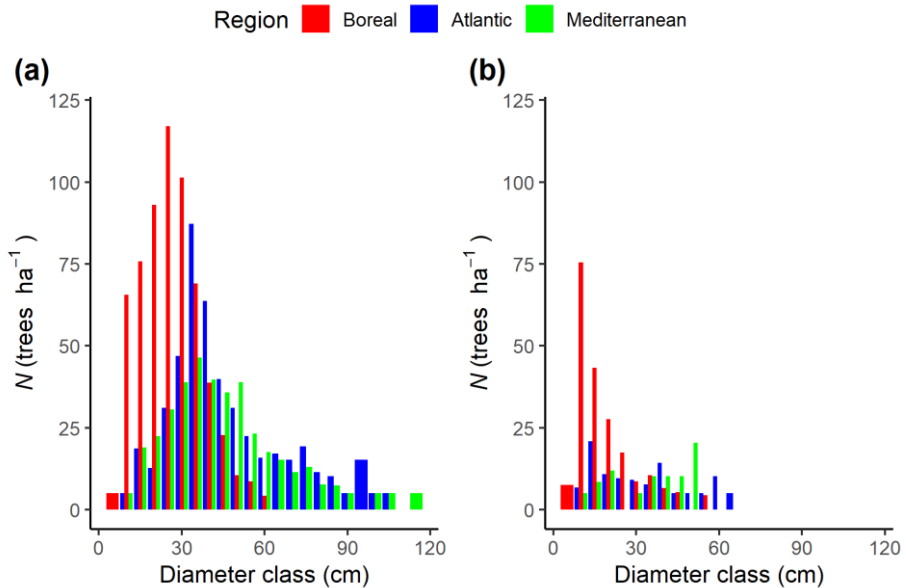 Region Boreal Atlantic Mediterranean
(a)
125
100
75
50
25
0
N (trees ha⁻¹)
0 30 60 90 120
Diameter class (cm)
(b)
125
100
75
50
25
0
N (trees ha⁻¹)
0 30 60 90 120
Diameter class (cm)